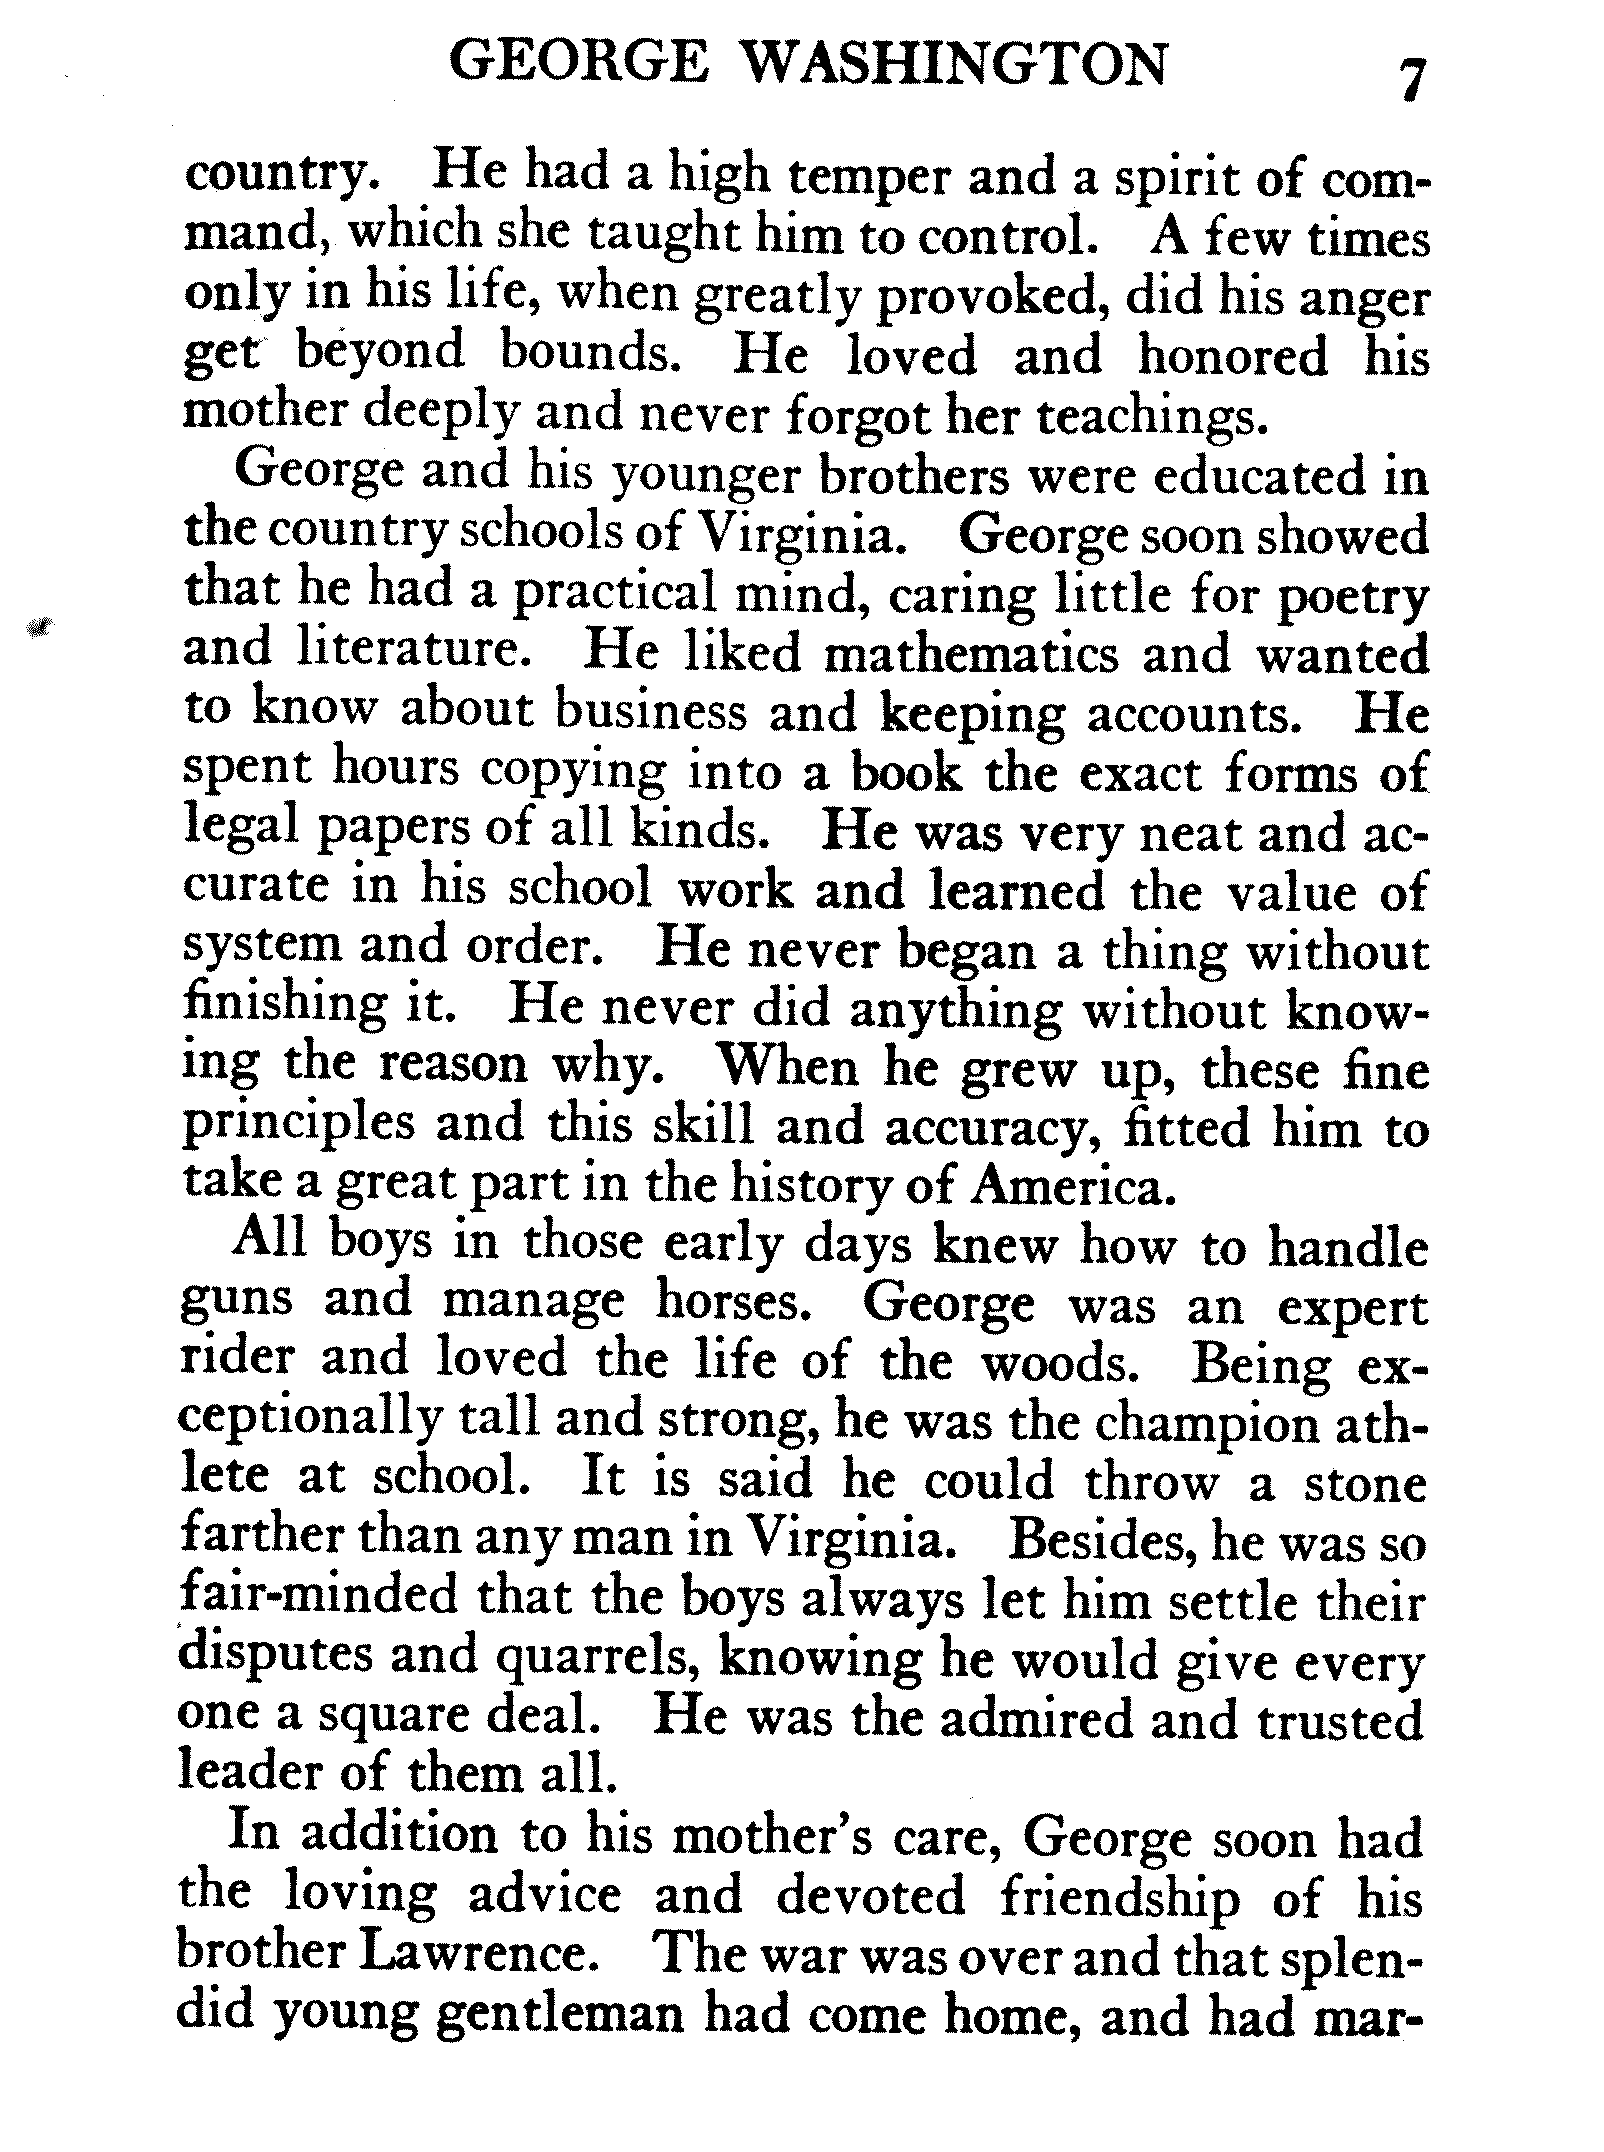 GEORGE WASHINGTON 7
country. He had a high temper and a spirit of com-
mand, which she taught him to control. A few times
only in his life, when greatly provoked, did his anger
get beyond bounds. He loved and honored his
mother deeply and never forgot her teachings.
George and his younger brothers were educated in
the country schools of Virginia. George soon showed
that he had a practical mind, caring little for poetry
and literature. He liked mathematics and wanted
to know about business and keeping accounts. He
spent hours copying into a book the exact forms of
legal papers of all kinds. He was very neat and ac-
curate in his school work and learned the value of
system and order. He never began a thing without
finishing it. He never did anything without know-
ing the reason why. When he grew up, these fine
principles and this skill and accuracy, fitted him to
take a great part in the history of America.
All boys in those early days knew how to handle
guns and manage horses. George was an expert
rider and loved the life of the woods. Being ex-
ceptionally tall and strong, he was the champion ath-
lete at school. It is said he could throw a stone
farther than any man in Virginia. Besides, he was so
fair-minded that the boys always let him settle their
disputes and quarrels, knowing he would give every
one a square deal. He was the admired and trusted
leader of them all.
In addition to his mother's care, George soon had
the loving advice and devoted friendship of his
brother Lawrence. The war was over and that splen-
did young gentleman had come home, and had mar-